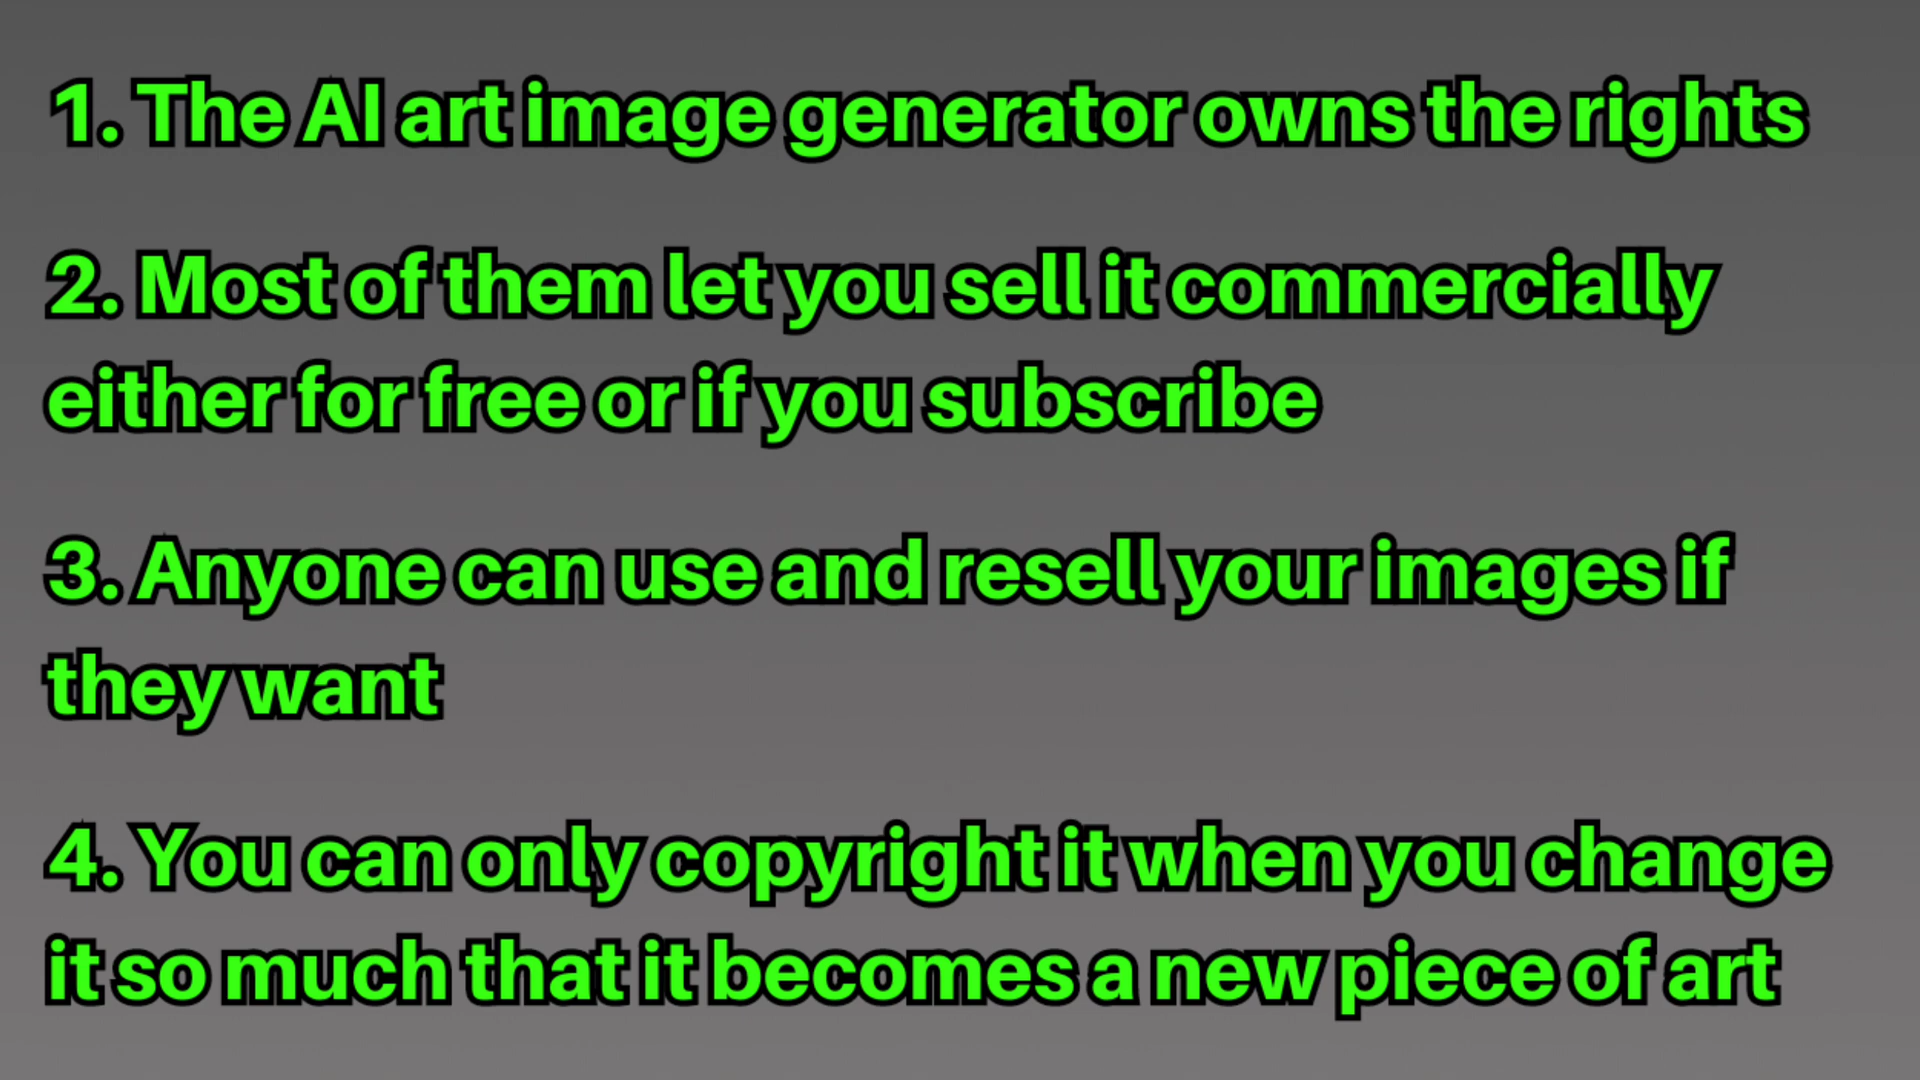 1. The AI art image generator owns the rights
2. Most of them let you sell it commercially
either for free or if you subscribe
3. Anyone can use and resell your images if
they want
4. You can only copyright it when you change
it so much that it becomes a new piece of art